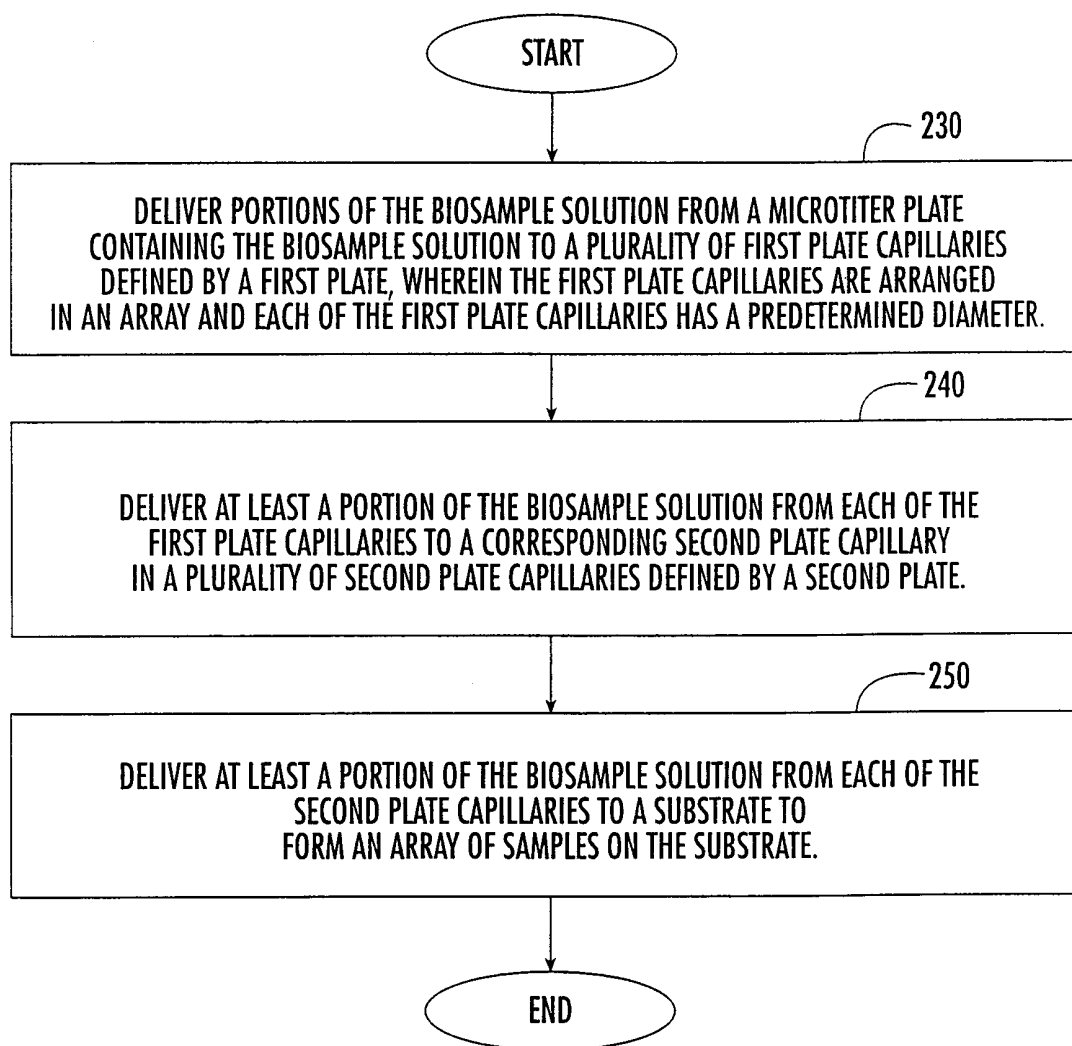 START
230
DELIVER PORTIONS OF THE BIOSAMPLE SOLUTION FROM A MICROTITER PLATE
CONTAINING THE BIOSAMPLE SOLUTION TO A PLURALITY OF FIRST PLATE CAPILLARIES
DEFINED BY A FIRST PLATE, WHEREIN THE FIRST PLATE CAPILLARIES ARE ARRANGED
IN AN ARRAY AND EACH OF THE FIRST PLATE CAPILLARIES HAS A PREDETERMINED DIAMETER.
240
DELIVER AT LEAST A PORTION OF THE BIOSAMPLE SOLUTION FROM EACH OF THE
FIRST PLATE CAPILLARIES TO A CORRESPONDING SECOND PLATE CAPILLARY
IN A PLURALITY OF SECOND PLATE CAPILLARIES DEFINED BY A SECOND PLATE.
250
DELIVER AT LEAST A PORTION OF THE BIOSAMPLE SOLUTION FROM EACH OF THE
SECOND PLATE CAPILLARIES TO A SUBSTRATE TO
FORM AN ARRAY OF SAMPLES ON THE SUBSTRATE.
END